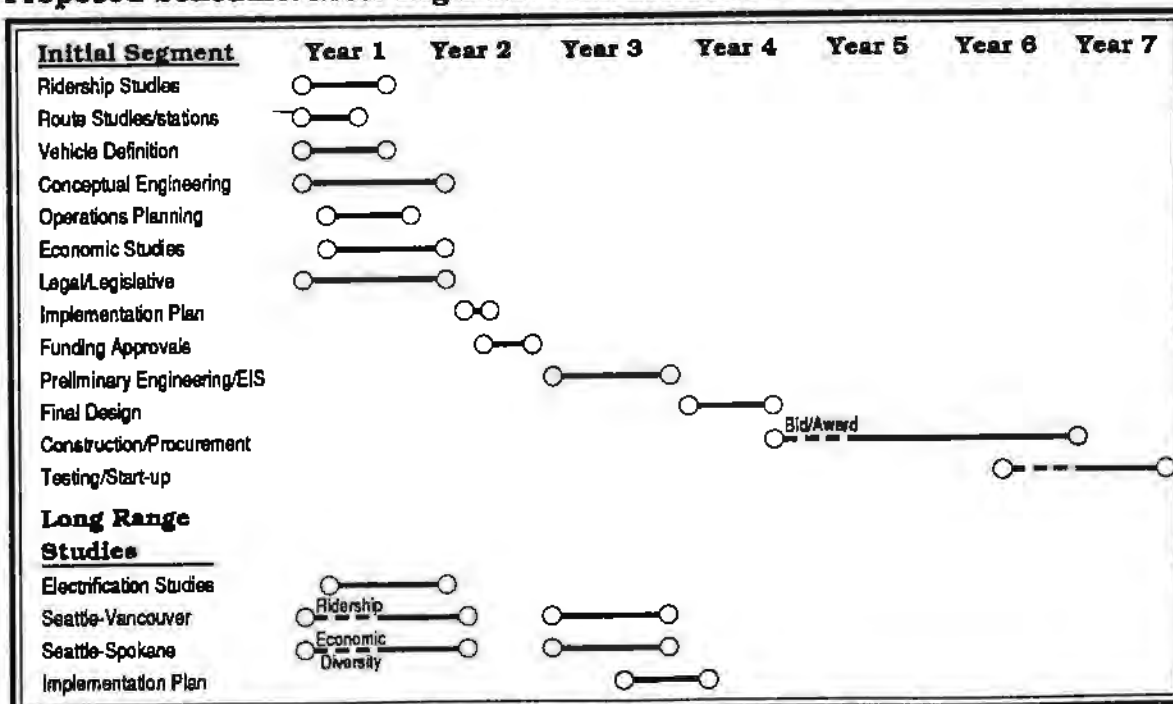 Initial Segment Year 1 Year 2 Year 3 Year 4 Year 5 Year 6 Year 7
Ridership Studies
Route Studies/stations
Vehicle Definition
Conceptual Engineering
Operations Planning
Economic Studies
Legal/Legislative
Implementation Plan
Funding Approvals
Preliminary Engineering/EIS
Final Design
Construction/Procurement Bid/Award
Testing/Start-up
Long Range
Studies
Electrification Studies
Seattle-Vancouver Ridership
Seattle-Spokane Economic
Diversity
Implementation Plan